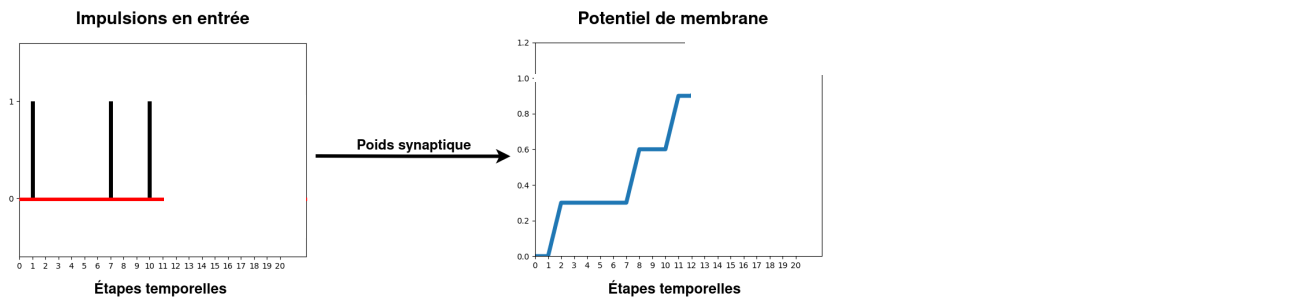 Impulsions en entrée
Potentiel de membrane
1
0
0 1 2 3 4 5 6 7 8 9 10 11 12 13 14 15 16 17 18 19 20
Étapes temporelles
Poids synaptique
1.2
1.0
0.8
0.6
0.4
0.2
0.0
0 1 2 3 4 5 6 7 8 9 10 11 12 13 14 15 16 17 18 19 20
Étapes temporelles